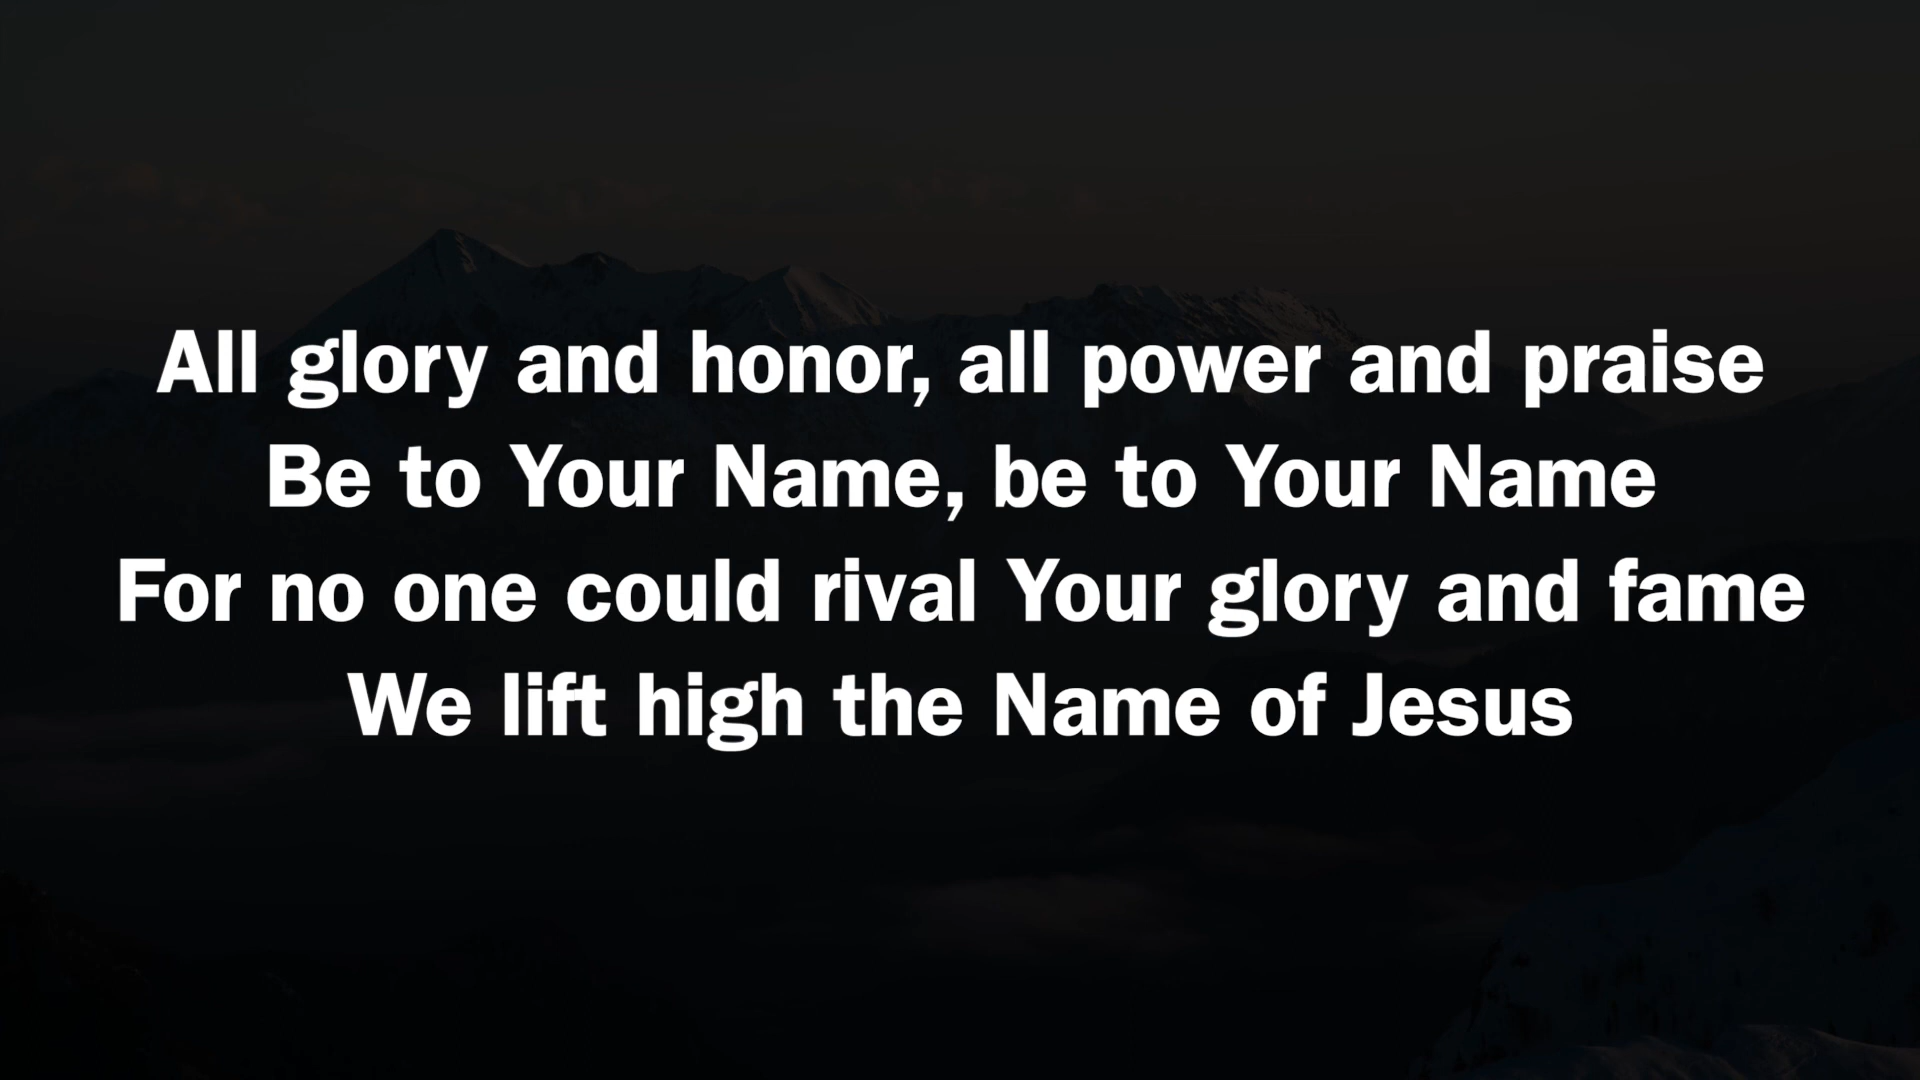 All glory and honor, all power and praise
Be to Your Name, be to Your Name
For no one could rival Your glory and fame
We lift high the Name of Jesus